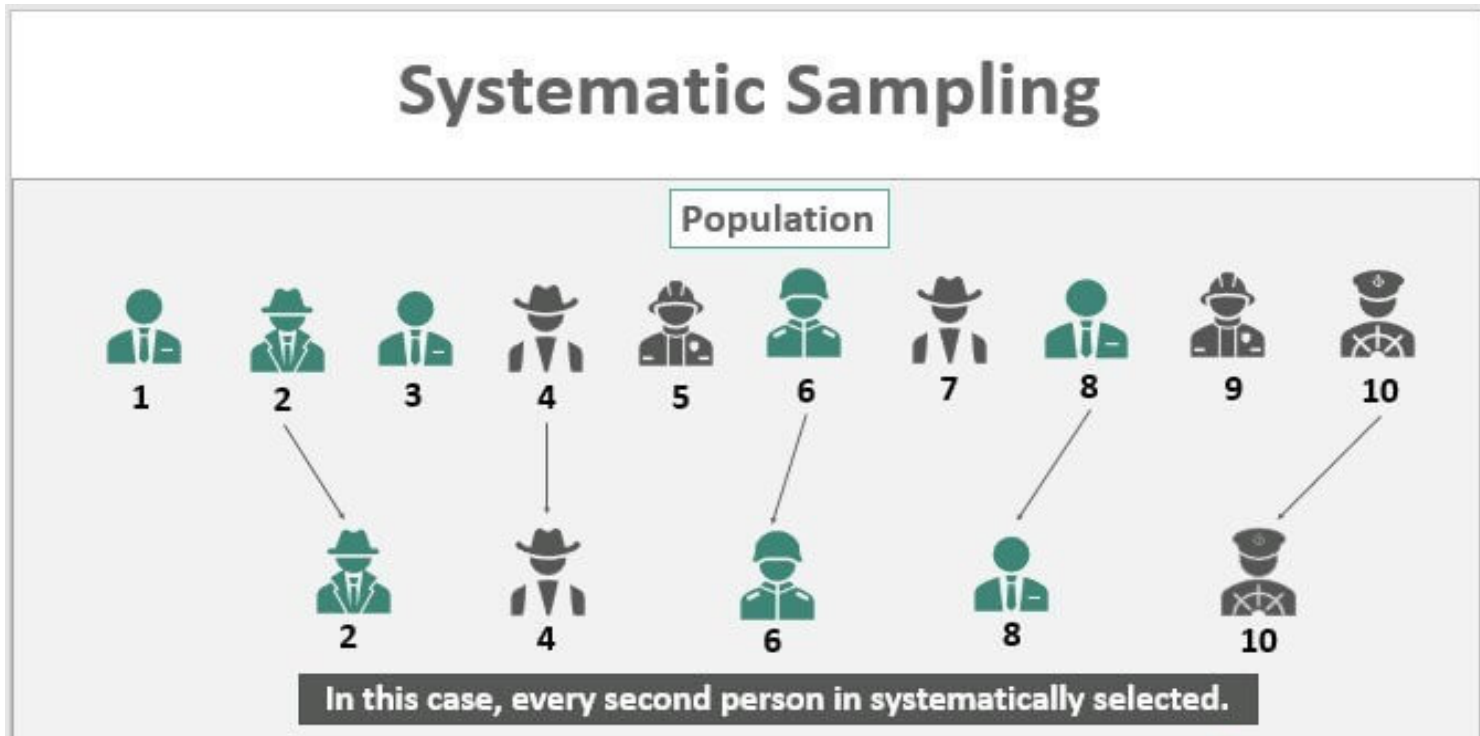 Systematic Sampling
Population
1 2 3 4 5 6 7 8 9 10
2 4 6 8 10
In this case, every second person in systematically selected.